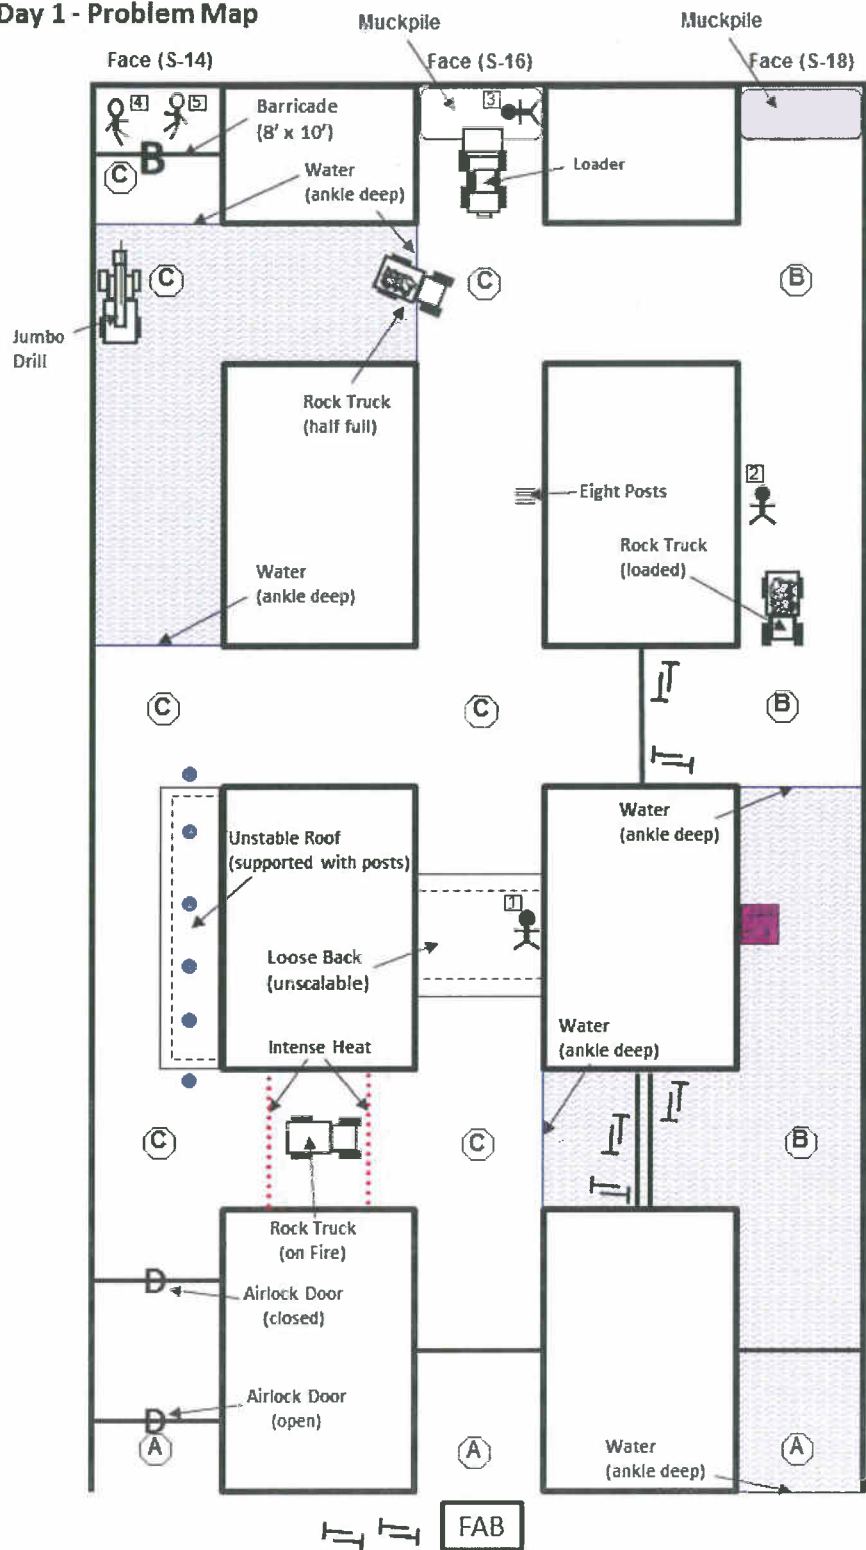 Day 1 - Problem Map
Muckpile
Muckpile
Face (S-14)
Face (S-16)
Face (S-18)
4
5
3
Barricade
(8' x 10')
B
C
Water
(ankle deep)
Loader
C
C
B
Jumbo
Drill
Rock Truck
(half full)
2
Eight Posts
Rock Truck
(loaded)
Water
(ankle deep)
C
C
B
Water
(ankle deep)
Unstable Roof
(supported with posts)
1
Loose Back
(unscalable)
Water
(ankle deep)
Intense Heat
C
C
B
Rock Truck
(on Fire)
D
Airlock Door
(closed)
Airlock Door
(open)
D
A
A
A
Water
(ankle deep)
FAB